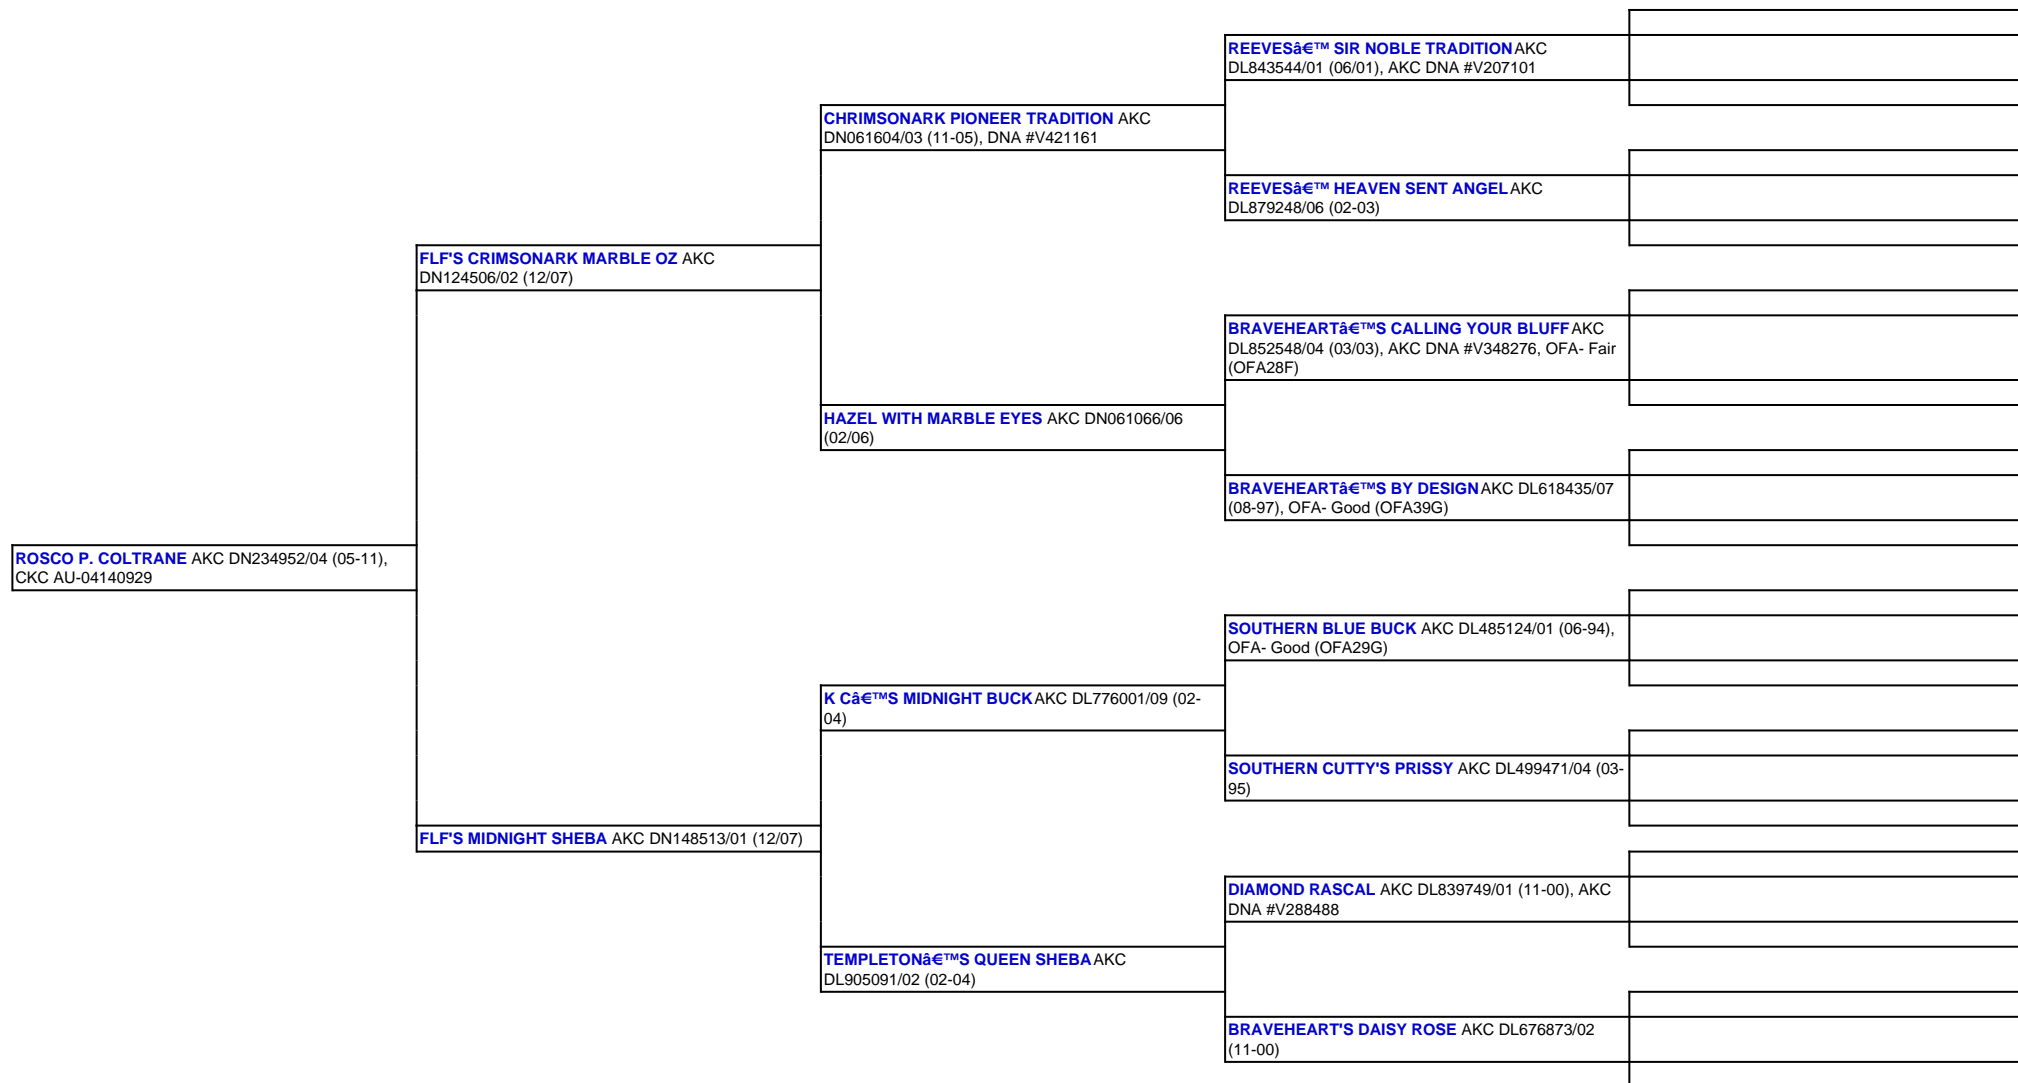 REEVESâ€™ SIR NOBLE TRADITION AKC
DL843544/01 (06/01), AKC DNA #V207101
CHRIMSONARK PIONEER TRADITION AKC
DN061604/03 (11-05), DNA #V421161
REEVESâ€™ HEAVEN SENT ANGEL AKC
DL879248/06 (02-03)
FLF'S CRIMSONARK MARBLE OZ AKC
DN124506/02 (12/07)
BRAVEHEARTâ€™S CALLING YOUR BLUFF AKC
DL852548/04 (03/03), AKC DNA #V348276, OFA- Fair
(OFA28F)
HAZEL WITH MARBLE EYES AKC DN061066/06
(02/06)
BRAVEHEARTâ€™S BY DESIGN AKC DL618435/07
(08-97), OFA- Good (OFA39G)
ROSCO P. COLTRANE AKC DN234952/04 (05-11),
CKC AU-04140929
SOUTHERN BLUE BUCK AKC DL485124/01 (06-94),
OFA- Good (OFA29G)
K Câ€™S MIDNIGHT BUCK AKC DL776001/09 (02-
04)
SOUTHERN CUTTY'S PRISSY AKC DL499471/04 (03-
95)
FLF'S MIDNIGHT SHEBA AKC DN148513/01 (12/07)
DIAMOND RASCAL AKC DL839749/01 (11-00), AKC
DNA #V288488
TEMPLETONâ€™S QUEEN SHEBA AKC
DL905091/02 (02-04)
BRAVEHEART'S DAISY ROSE AKC DL676873/02
(11-00)